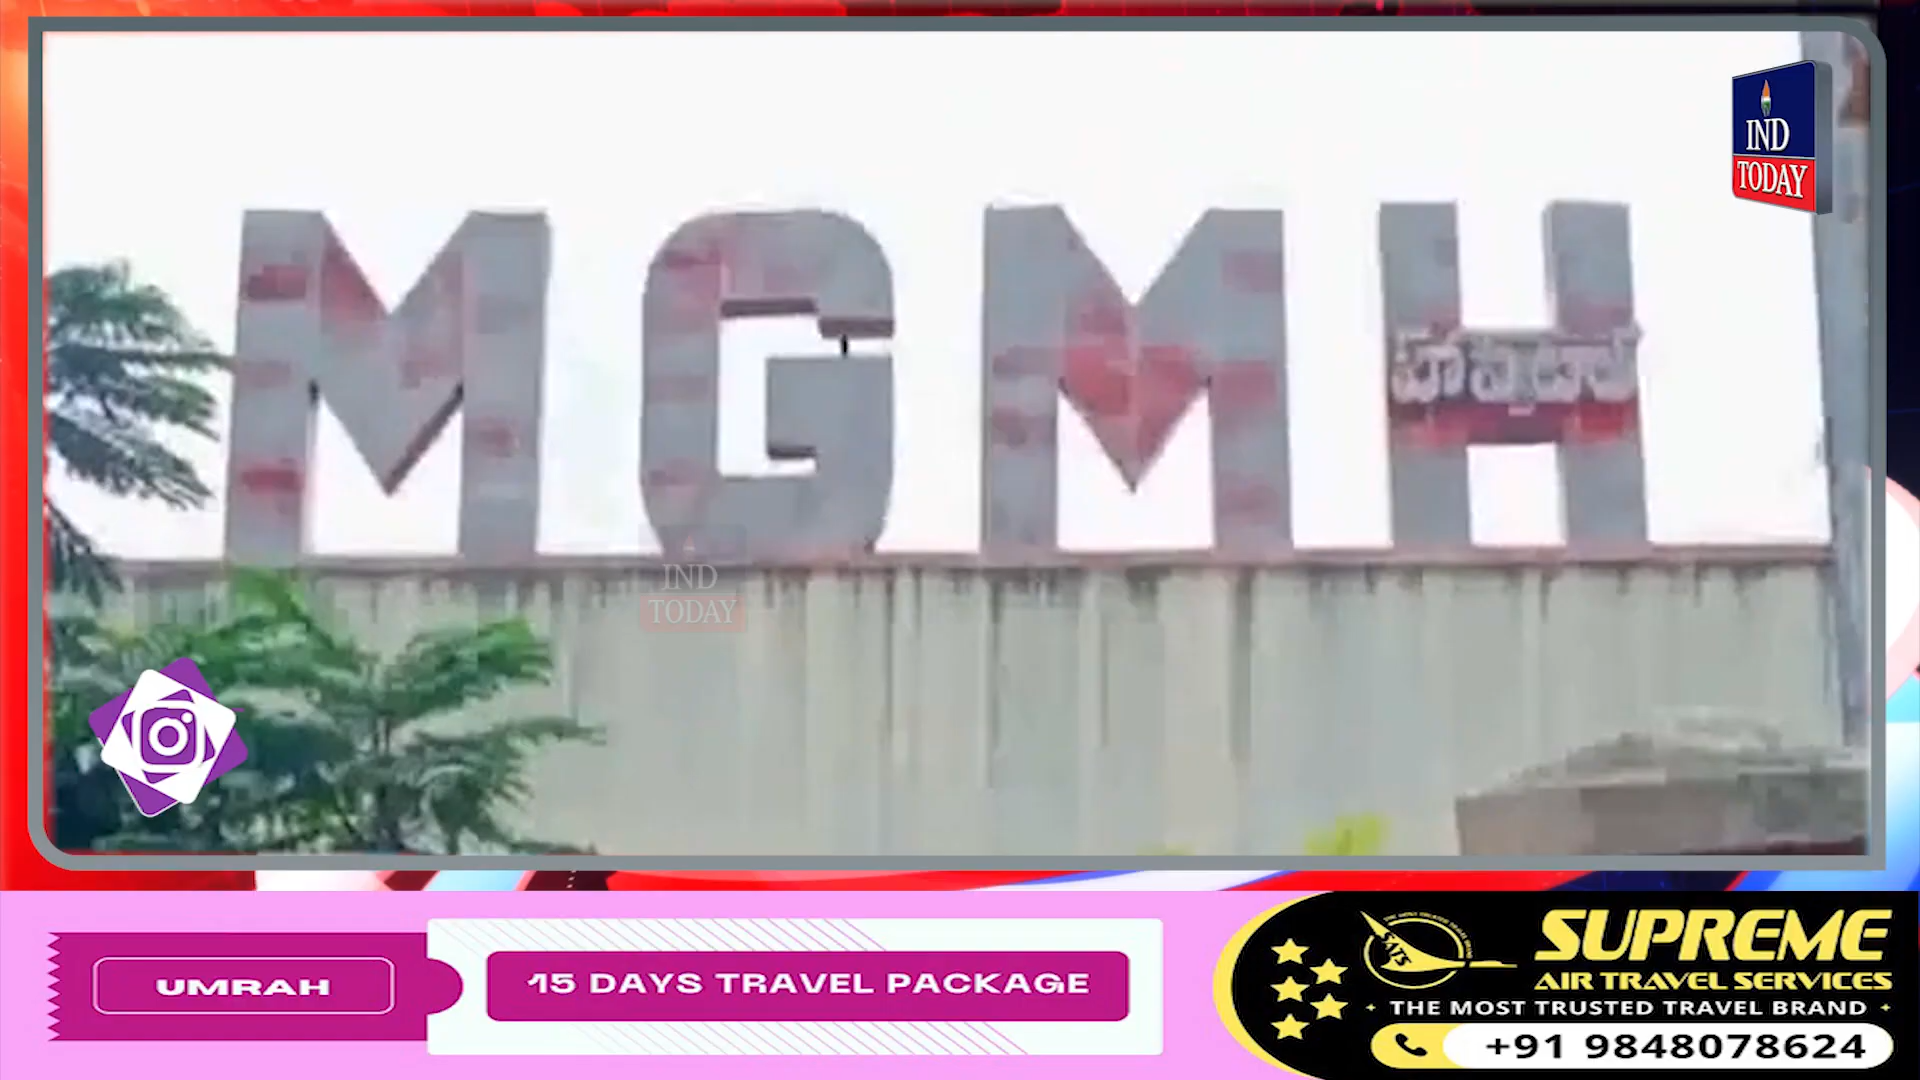 IND
TODAY
MGMH
హాస్పిటాల్
IND
TODAY
UMRAH
15 DAYS TRAVEL PACKAGE
SATS
SUPREME
AIR TRAVEL SERVICES
THE MOST TRUSTED TRAVEL BRAND
+91 9848078624